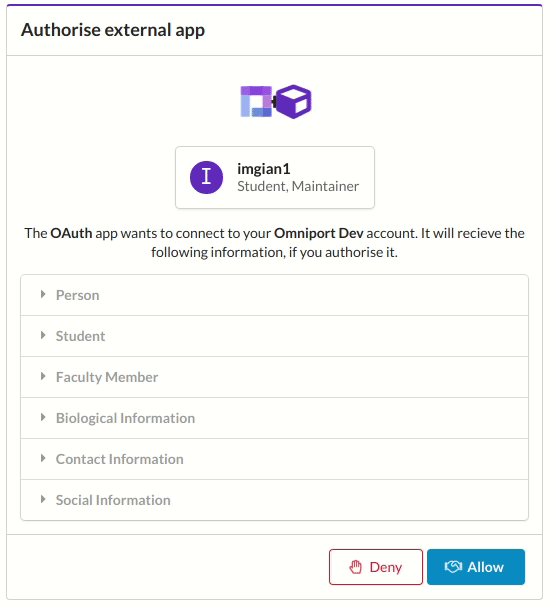 Authorise external app
I
imgian1
Student, Maintainer
The OAuth app wants to connect to your Omniport Dev account. It will recieve the
following information, if you authorise it.
Person
Student
Faculty Member
Biological Information
Contact Information
Social Information
Deny
Allow